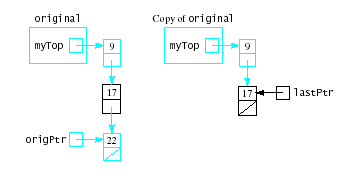 original
Copy of original
myTop
9
myTop
9
17
17
lastPtr
origPtr
22